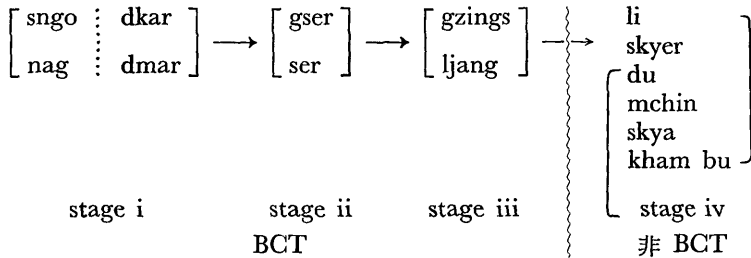 sngo dkar gser gzings li
skyer
nag dmar ser ljang du
mchin
skya
kham bu
stage i stage ii stage iii stage iv
BCT 非 BCT